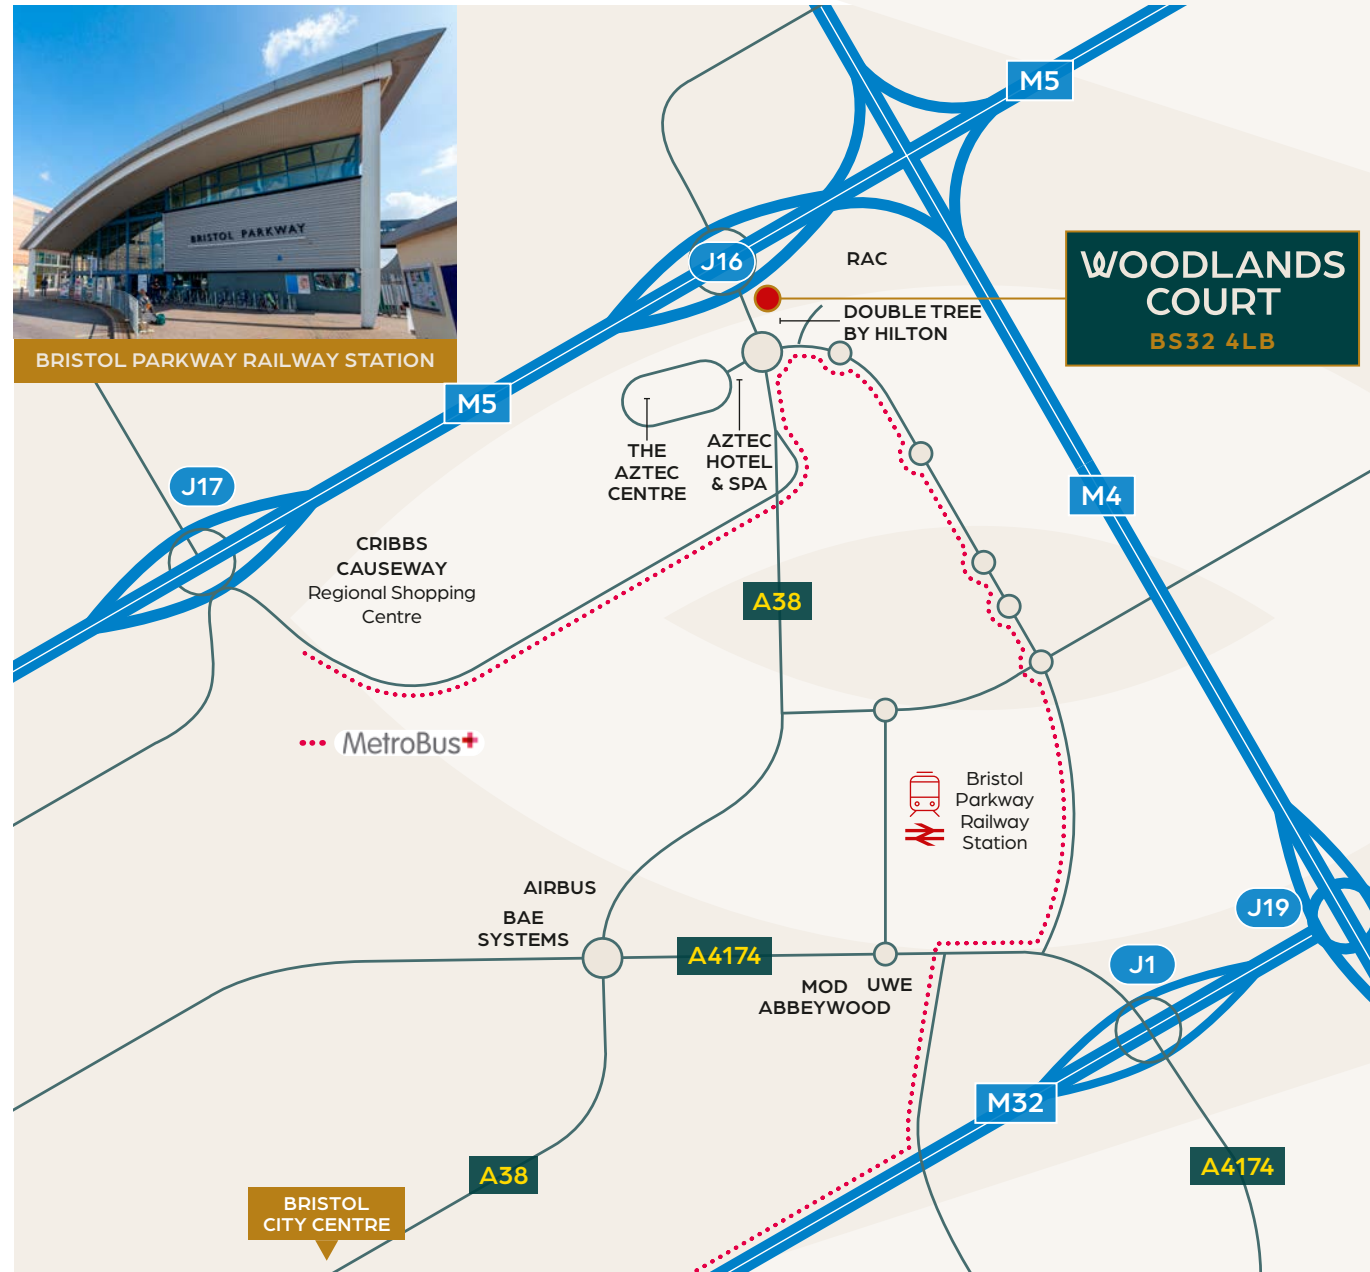 BRISTOL PARKWAY
BRISTOL PARKWAY RAILWAY STATION
M5
J16
RAC
WOODLANDS
COURT
BS32 4LB
DOUBLE TREE
BY HILTON
M5
THE
AZTEC
CENTRE
AZTEC
HOTEL
& SPA
J17
M4
CRIBBS
CAUSEWAY
Regional Shopping
Centre
A38
MetroBus+
Bristol
Parkway
Railway
Station
AIRBUS
BAE
SYSTEMS
A4174
J19
J1
MOD UWE
ABBEYWOOD
M32
A38
A4174
BRISTOL
CITY CENTRE